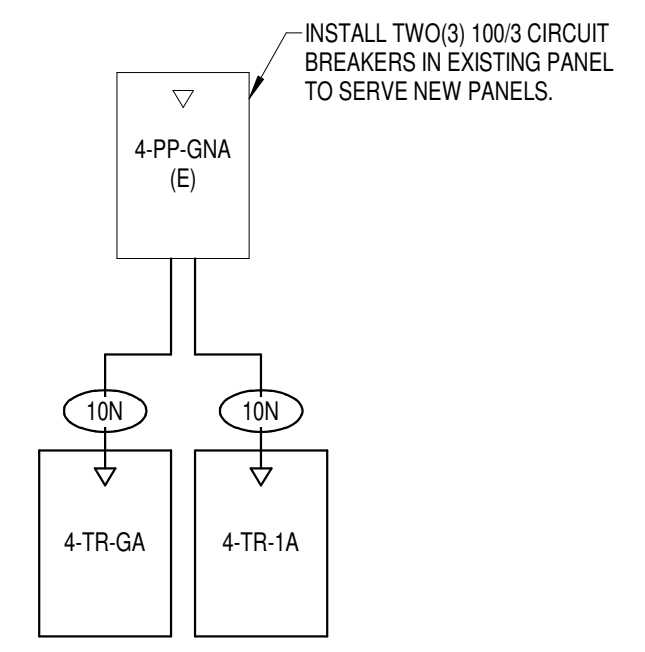 INSTALL TWO(3) 100/3 CIRCUIT
BREAKERS IN EXISTING PANEL
TO SERVE NEW PANELS.
4-PP-GNA
(E)
10N
10N
4-TR-GA
4-TR-1A